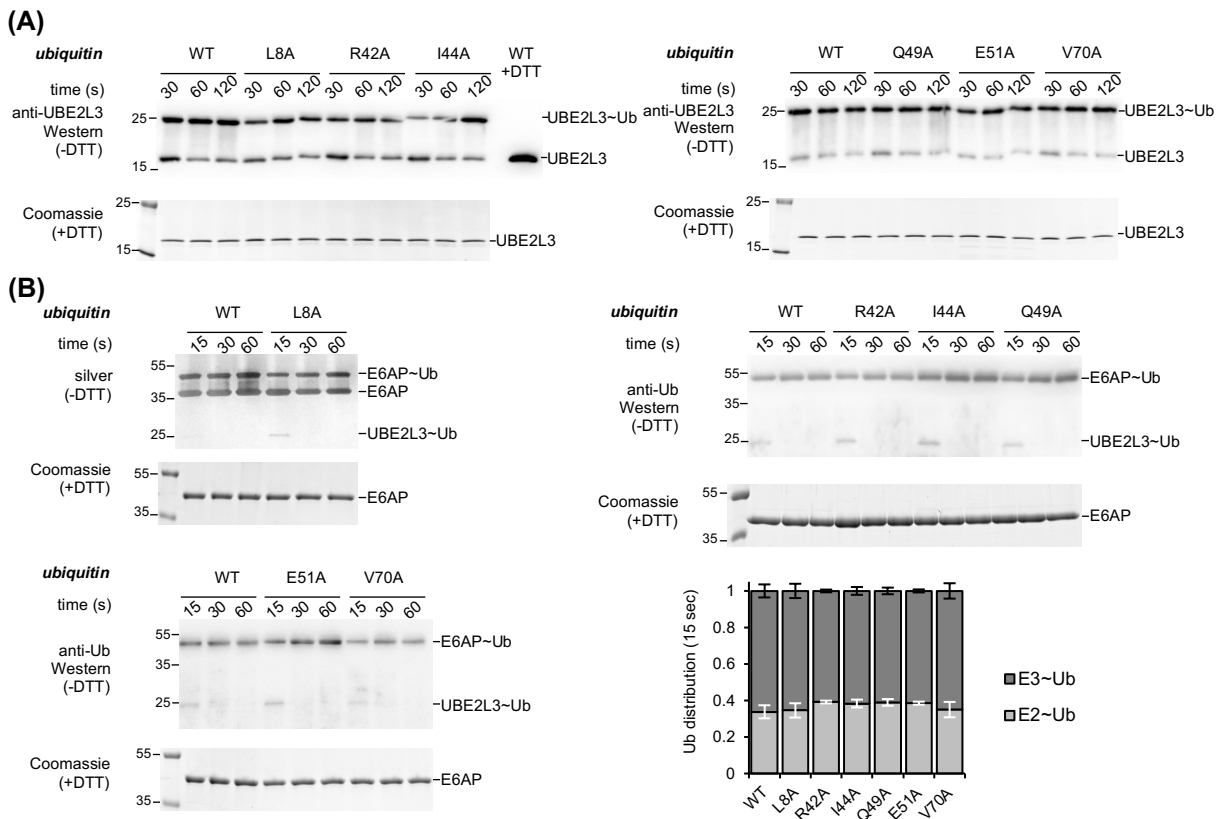 (A)
ubiquitin WT L8A R42A I44A WT +DTT
time (s) 30 60 120 30 60 120 30 60 120 30 60 120
anti-UBE2L3 Western (-DTT)
25 UBE2L3~Ub
15 UBE2L3
Coomassie (+DTT)
25
15 UBE2L3
ubiquitin WT Q49A E51A V70A
time (s) 30 60 120 30 60 120 30 60 120 30 60 120
anti-UBE2L3 Western (-DTT)
25 UBE2L3~Ub
15 UBE2L3
Coomassie (+DTT)
25
15 UBE2L3
(B)
ubiquitin WT L8A
time (s) 15 30 60 15 30 60
silver (-DTT)
55 E6AP~Ub
35 E6AP
25 UBE2L3~Ub
Coomassie (+DTT)
55
35 E6AP
ubiquitin WT R42A I44A Q49A
time (s) 15 30 60 15 30 60 15 30 60 15 30 60
anti-Ub Western (-DTT)
55 E6AP~Ub
35
25 UBE2L3~Ub
Coomassie (+DTT)
55
35 E6AP
ubiquitin WT E51A V70A
time (s) 15 30 60 15 30 60 15 30 60
anti-Ub Western (-DTT)
55 E6AP~Ub
35
25 UBE2L3~Ub
Coomassie (+DTT)
55
35 E6AP
Ub distribution (15 sec)
1
0.8
0.6
0.4
0.2
0
WT L8A R42A I44A Q49A E51A V70A
E3~Ub
E2~Ub